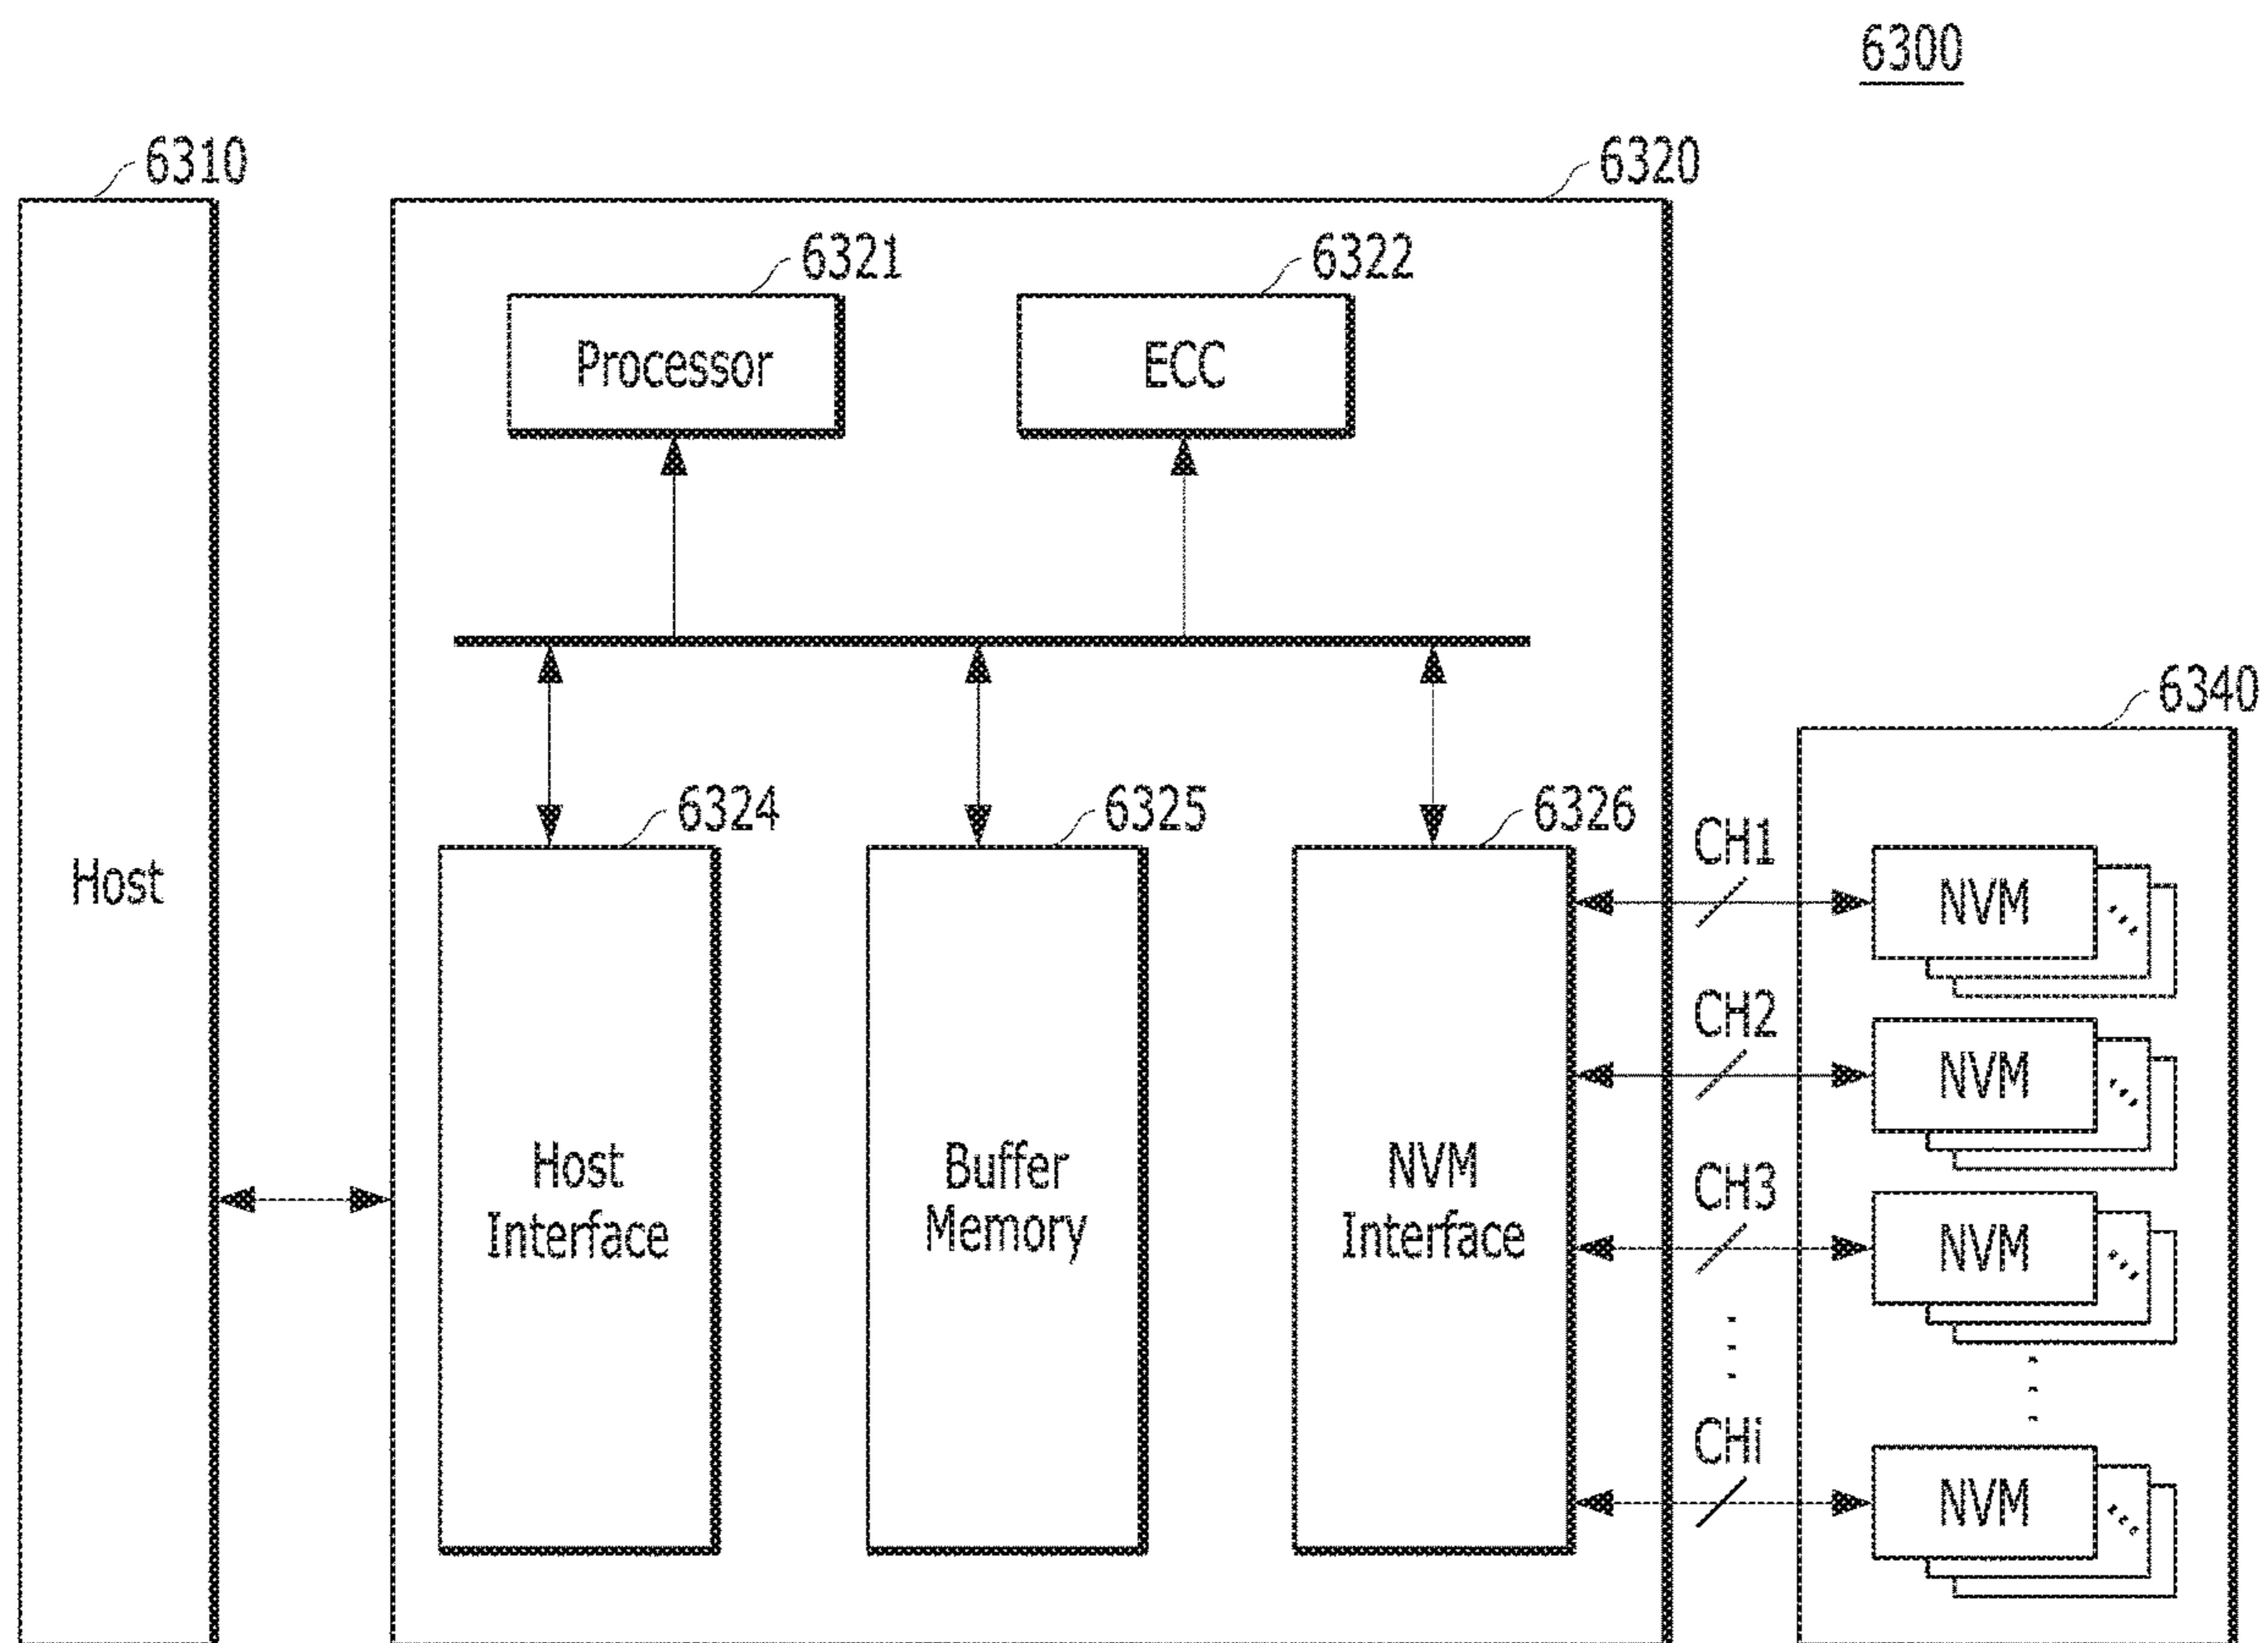 6300
6310
6320
6321
6322
Processor
ECC
6340
6324
6325
6326
CH1
Host
NVM
CH2
NVM
Host
Interface
Buffer
Memory
NVM
Interface
CH3
NVM
CHi
NVM